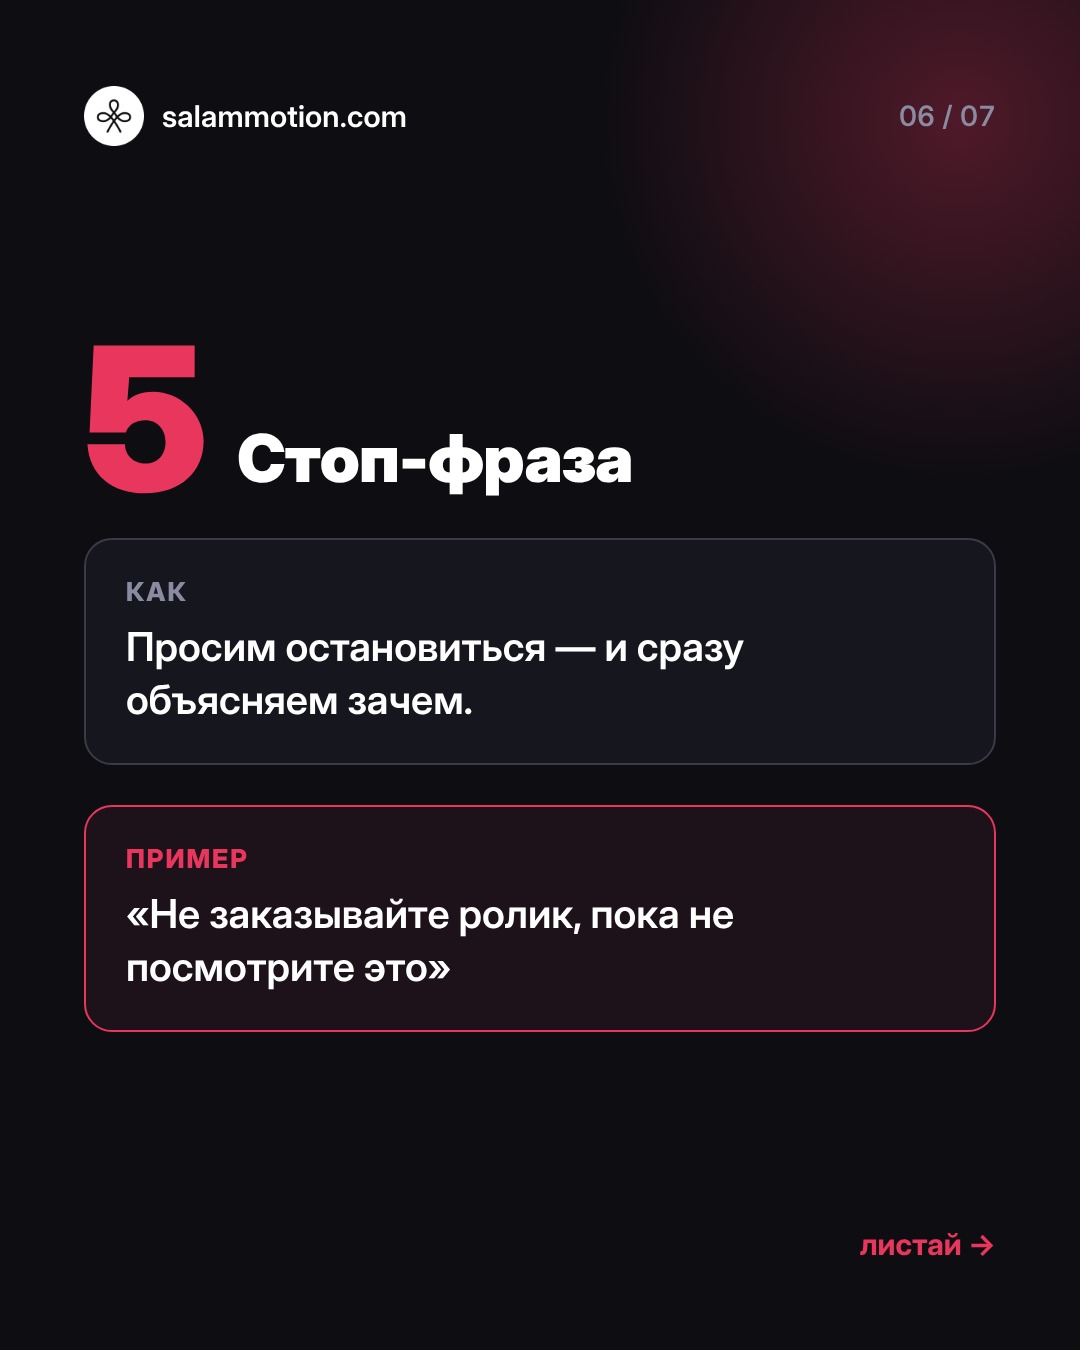 salammotion.com
06 / 07
5 Стоп-фраза
КАК
Просим остановиться — и сразу
объясняем зачем.
ПРИМЕР
«Не заказывайте ролик, пока не
посмотрите это»
листай →